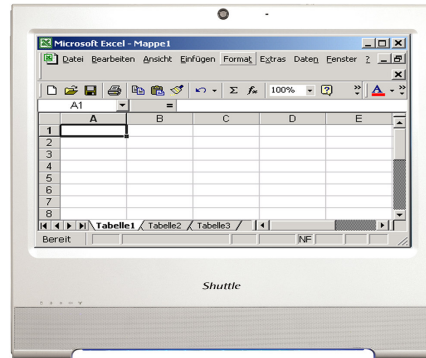 Microsoft Excel - Mappe1
Datei Bearbeiten Ansicht Einfügen Format Extras Daten Fenster ?
Σ fx 100% ? » A »
A1 =
A B C D E
1
2
3
4
5
6
7
8
Tabelle1 Tabelle2 Tabelle3
Bereit NF
Shuttle